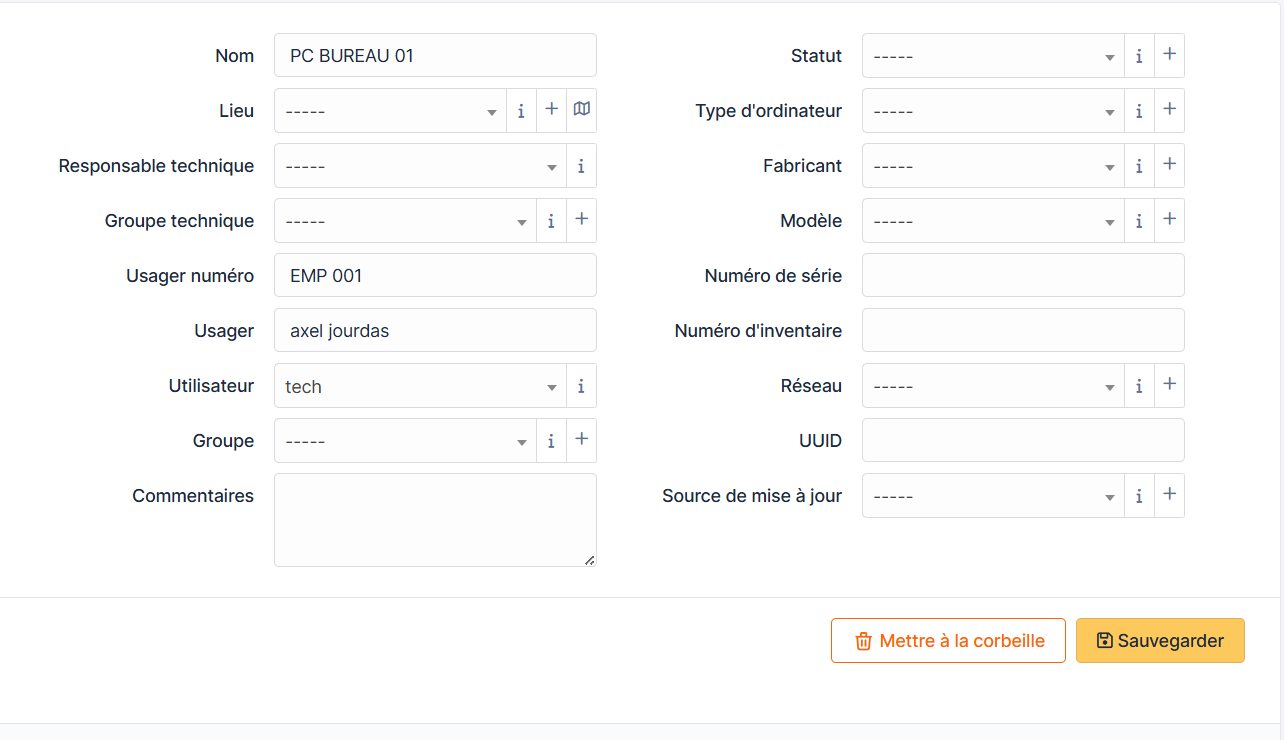 Nom PC BUREAU 01
Lieu -----
Responsable technique -----
Groupe technique -----
Usager numéro EMP 001
Usager axel jourdas
Utilisateur tech
Groupe -----
Commentaires
Statut -----
Type d'ordinateur -----
Fabricant -----
Modèle -----
Numéro de série
Numéro d'inventaire
Réseau -----
UUID
Source de mise à jour -----
Mettre à la corbeille
Sauvegarder